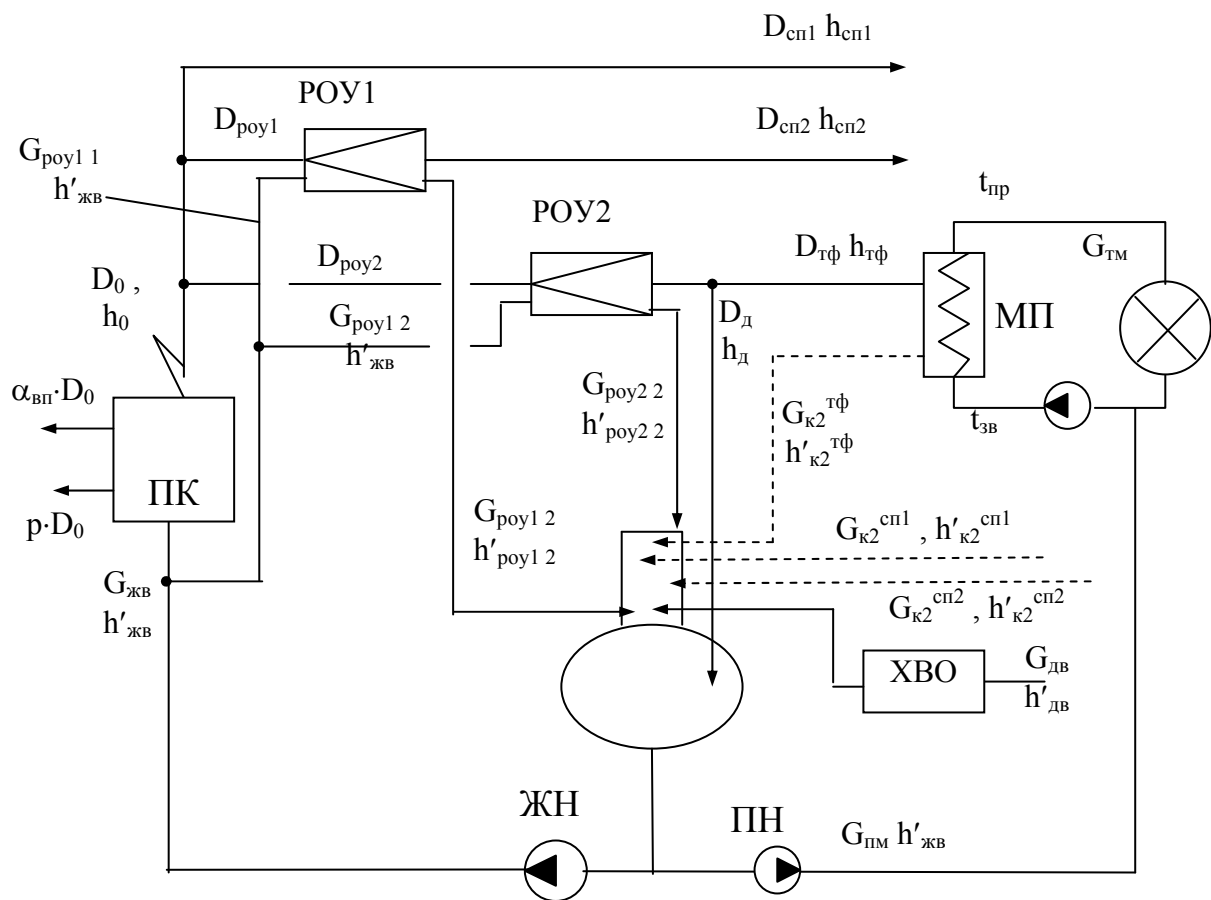 D_сп1 h_сп1
РОУ1
D_роу1
D_сп2 h_сп2
G_роу1 1
h′_жв
t_пр
РОУ2
D_тф h_тф
G_тм
D_роу2
D_0 ,
h_0
D_д
h_д
МП
G_роу1 2
h′_жв
α_вп·D_0
G_роу2 2
h′_роу2 2
G_к2^тф
h′_к2^тф
t_зв
ПК
p·D_0
G_роу1 2
h′_роу1 2
G_к2^сп1 , h′_к2^сп1
G_жв
h′_жв
G_к2^сп2 , h′_к2^сп2
ХВО
G_дв
h′_дв
ЖН
ПН
G_пм h′_жв